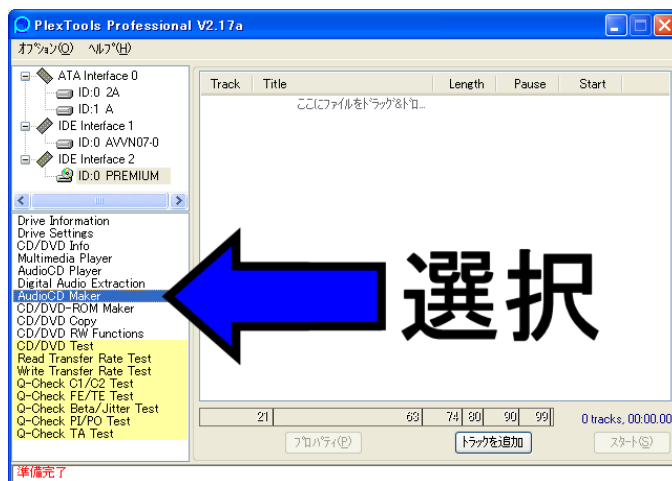 PlexTools Professional V2.17a
ｵﾌﾟｼｮﾝ(O) ﾍﾙﾌﾟ(H)
ATA Interface 0
ID:0 2A
ID:1 A
IDE Interface 1
ID:0 AVVN07-0
IDE Interface 2
ID:0 PREMIUM
Drive Information
Drive Settings
CD/DVD Info
Multimedia Player
AudioCD Player
Digital Audio Extraction
AudioCD Maker
CD/DVD-ROM Maker
CD/DVD Copy
CD/DVD RW Functions
CD/DVD Test
Read Transfer Rate Test
Write Transfer Rate Test
Q-Check C1/C2 Test
Q-Check FE/TE Test
Q-Check Beta/Jitter Test
Q-Check PI/PO Test
Q-Check TA Test
Track Title Length Pause Start
ここにﾌｧｲﾙをﾄﾞﾗｯｸﾞ&ﾄﾞﾛ...
選択
21 63 74 80 90 99 0 tracks, 00:00.00
ﾌﾟﾛﾊﾟﾃｨ(P) ﾄﾗｯｸを追加 ｽﾀｰﾄ(S)
準備完了